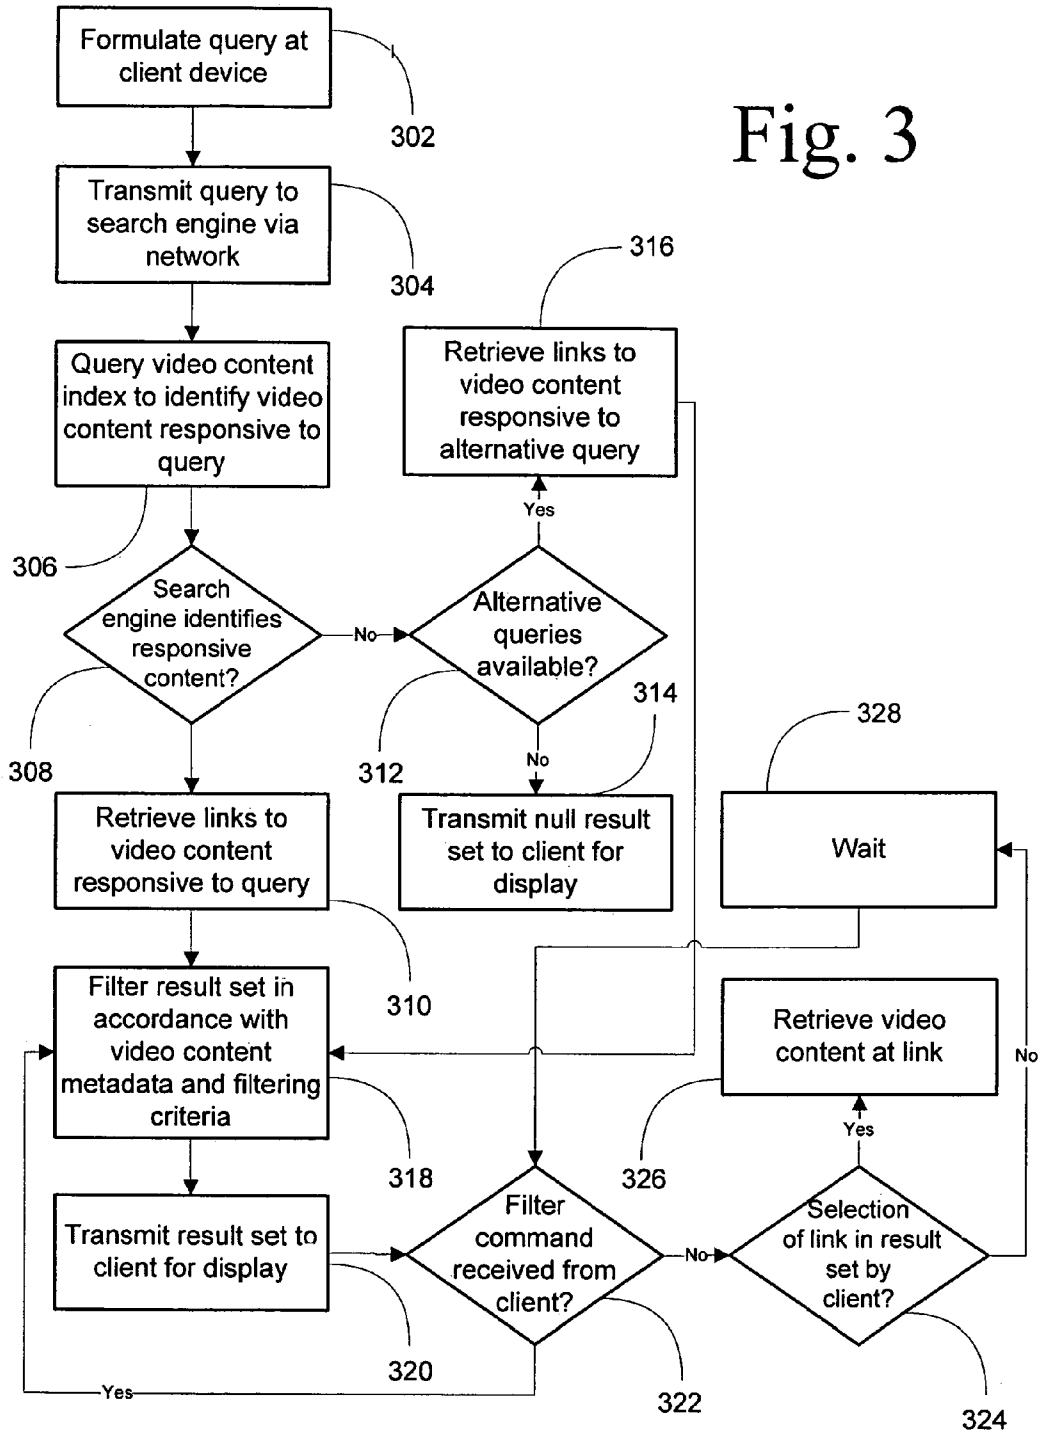 Formulate query at
client device
302
Fig. 3
Transmit query to
search engine via
network
304
316
Retrieve links to
video content
responsive to
alternative query
Query video content
index to identify video
content responsive to
query
306
Yes
Search
engine identifies
responsive
content?
308
No
Alternative
queries
available?
312
314
No
328
Retrieve links to
video content
responsive to query
310
Transmit null result
set to client for
display
Wait
Filter result set in
accordance with
video content
metadata and filtering
criteria
318
Retrieve video
content at link
326
No
Yes
Transmit result set to
client for display
320
Filter
command
received from
client?
322
No
Selection
of link in result
set by
client?
324
Yes